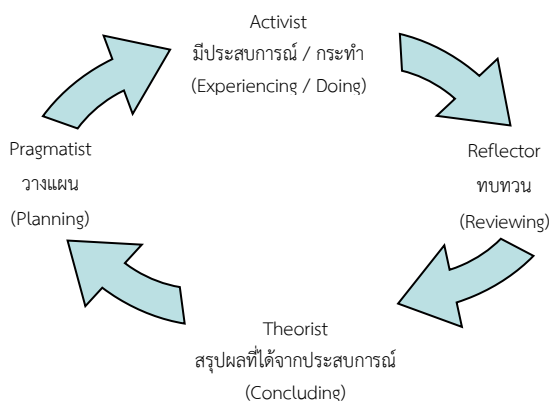 Activist
มีประสบการณ์ / กระทำ
(Experiencing / Doing)
Pragmatist
วางแผน
(Planning)
Reflector
ทบทวน
(Reviewing)
Theorist
สรุปผลที่ได้จากประสบการณ์
(Concluding)